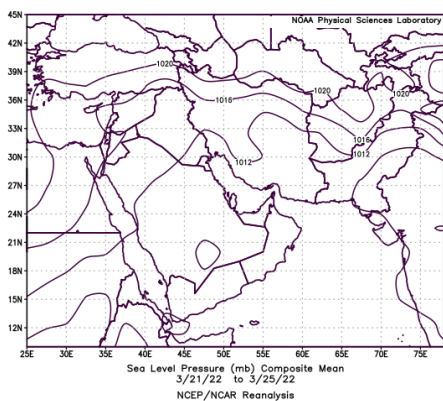 NOAA Physical Sciences Laboratory
45N
42N
39N
36N
33N
30N
27N
24N
21N
18N
15N
12N
1020
1016
1012
1020
1020
1016
1012
25E 30E 35E 40E 45E 50E 55E 60E 65E 70E 75E
Sea Level Pressure (mb) Composite Mean
3/21/22 to 3/25/22
NCEP/NCAR Reanalysis